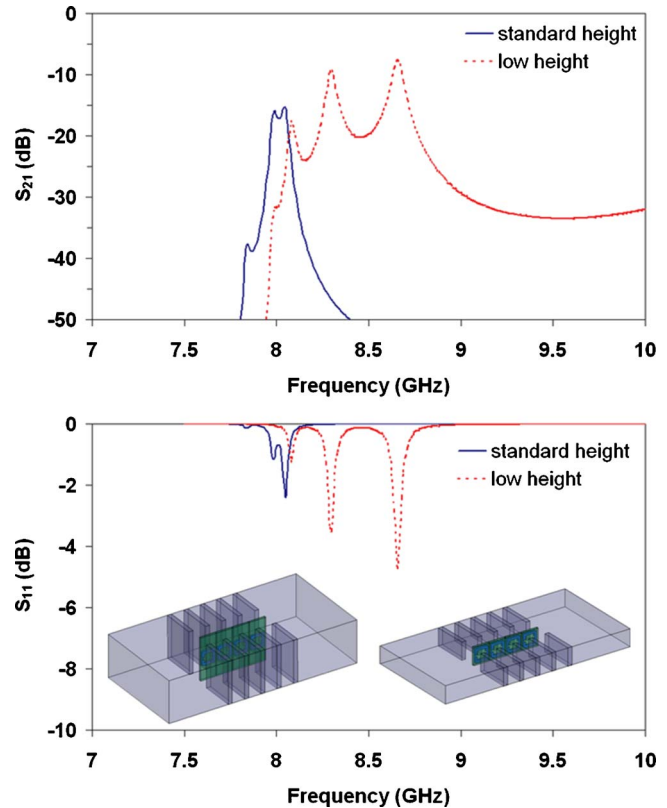 0
-10
-20
-30
-40
-50
S21 (dB)
standard height
low height
7 7.5 8 8.5 9 9.5 10
Frequency (GHz)
0
-2
-4
-6
-8
-10
S11 (dB)
standard height
low height
7 7.5 8 8.5 9 9.5 10
Frequency (GHz)